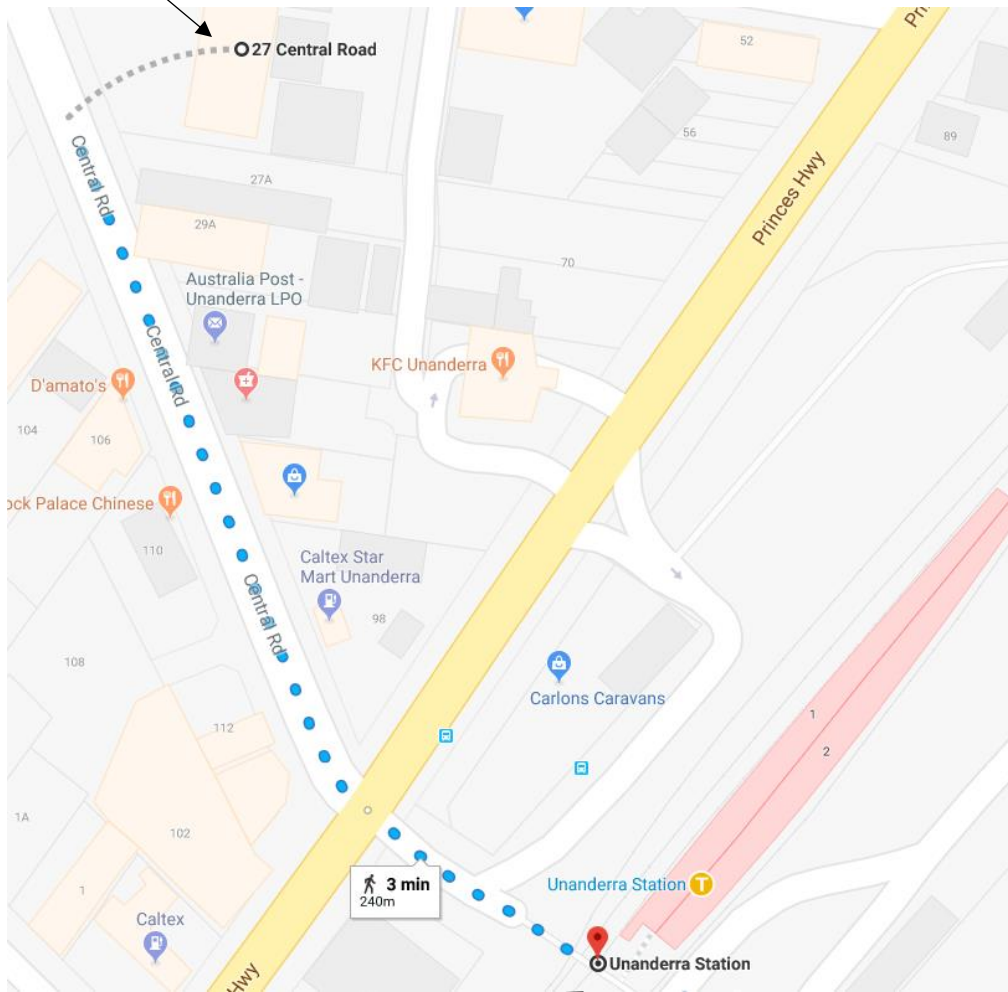 27 Central Road
52
Princes Hwy
56
89
Central Rd
27A
29A
70
Australia Post -
Unanderra LPO
Central Rd
KFC Unanderra
D'amato's
104
106
ock Palace Chinese
110
Caltex Star
Mart Unanderra
98
Central Rd
108
Carlons Caravans
1
2
112
1A
102
3 min
240m
Unanderra Station
T
1
Caltex
Unanderra Station
Hwy